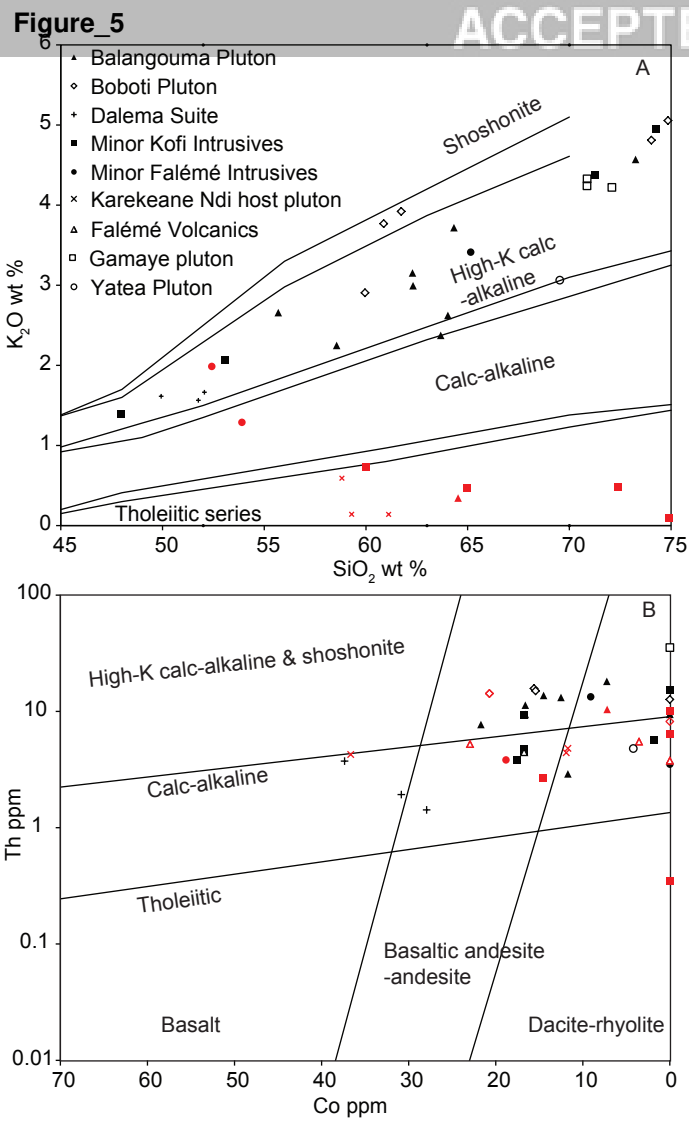 Figure_5
ACCEPTE
6
A
Balangouma Pluton
Boboti Pluton
Dalema Suite
Minor Kofi Intrusives
Minor Falémé Intrusives
Karekeane Ndi host pluton
Falémé Volcanics
Gamaye pluton
Yatea Pluton
Shoshonite
High-K calc
-alkaline
Calc-alkaline
Tholeiitic series
5
4
3
2
1
0
K2O wt %
45
50
55
60
65
70
75
SiO2 wt %
B
100
10
1
0.1
0.01
Th ppm
High-K calc-alkaline & shoshonite
Calc-alkaline
Tholeiitic
Basaltic andesite
-andesite
Basalt
Dacite-rhyolite
70
60
50
40
30
20
10
0
Co ppm